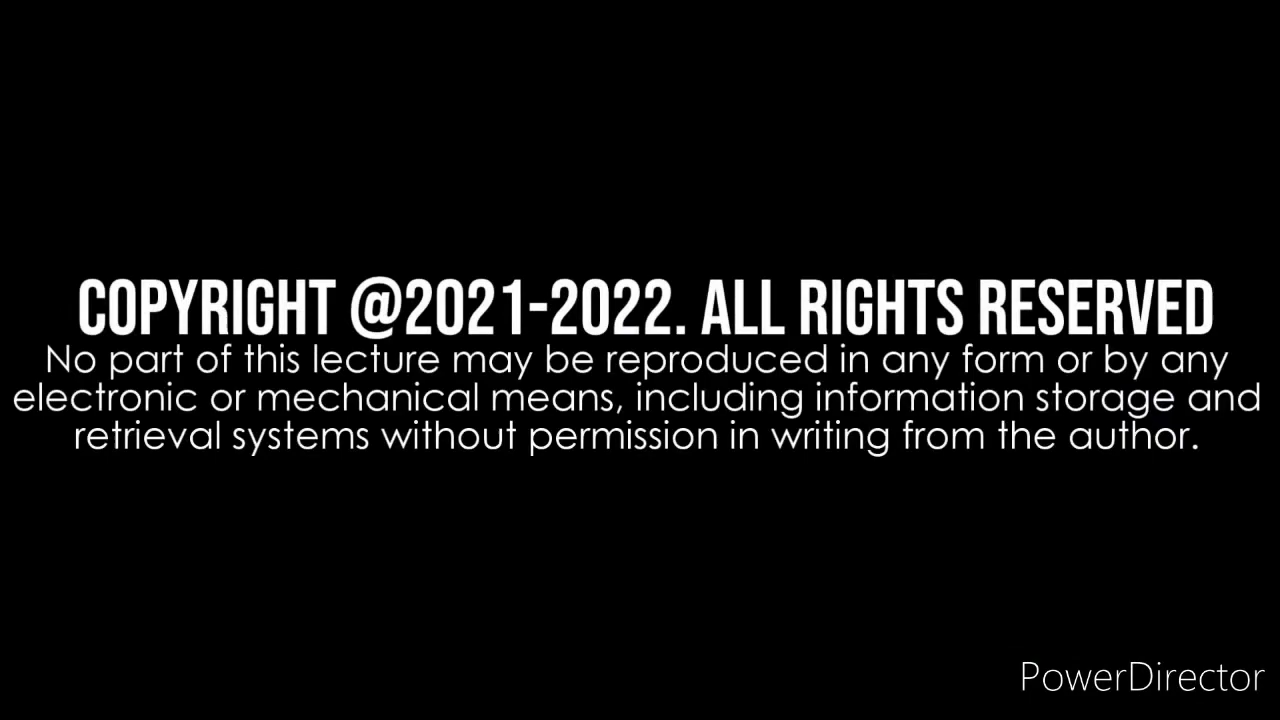 COPYRIGHT @2021-2022. ALL RIGHTS RESERVED
No part of this lecture may be reproduced in any form or by any
electronic or mechanical means, including information storage and
retrieval systems without permission in writing from the author.
PowerDirector